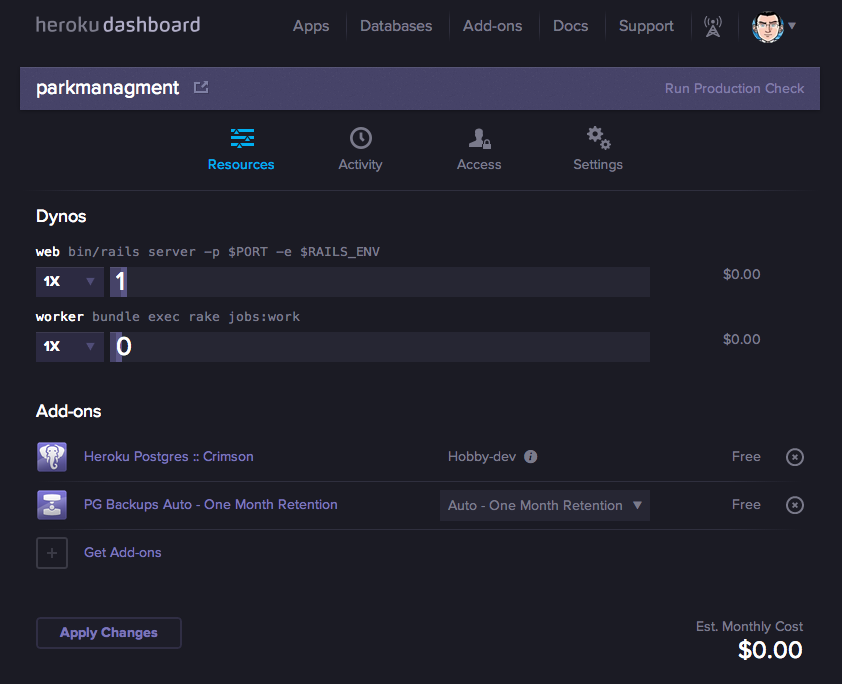 heroku dashboard Apps Databases Add-ons Docs Support
parkmanagment Run Production Check
Resources Activity Access Settings
Dynos
web bin/rails server -p $PORT -e $RAILS_ENV
1X 1 $0.00
worker bundle exec rake jobs:work
1X 0 $0.00
Add-ons
Heroku Postgres :: Crimson Hobby-dev Free
PG Backups Auto - One Month Retention Auto - One Month Retention Free
Get Add-ons
Apply Changes Est. Monthly Cost
$0.00